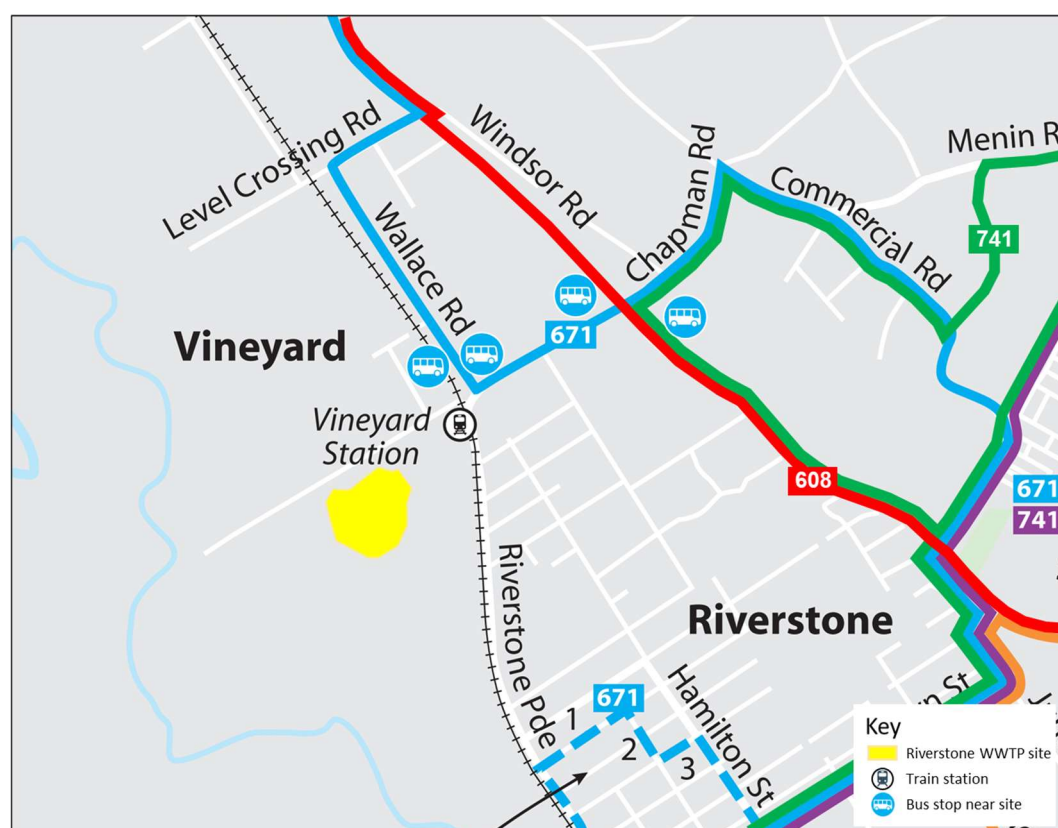 Level Crossing Rd
Windsor Rd
Chapman Rd
Commercial Rd
Menin R
741
Wallace Rd
671
Vineyard
Vineyard
Station
608
671
741
Riverstone Pde
Riverstone
671
1
2
3
Hamilton St
St
Key
Riverstone WWTP site
Train station
Bus stop near site